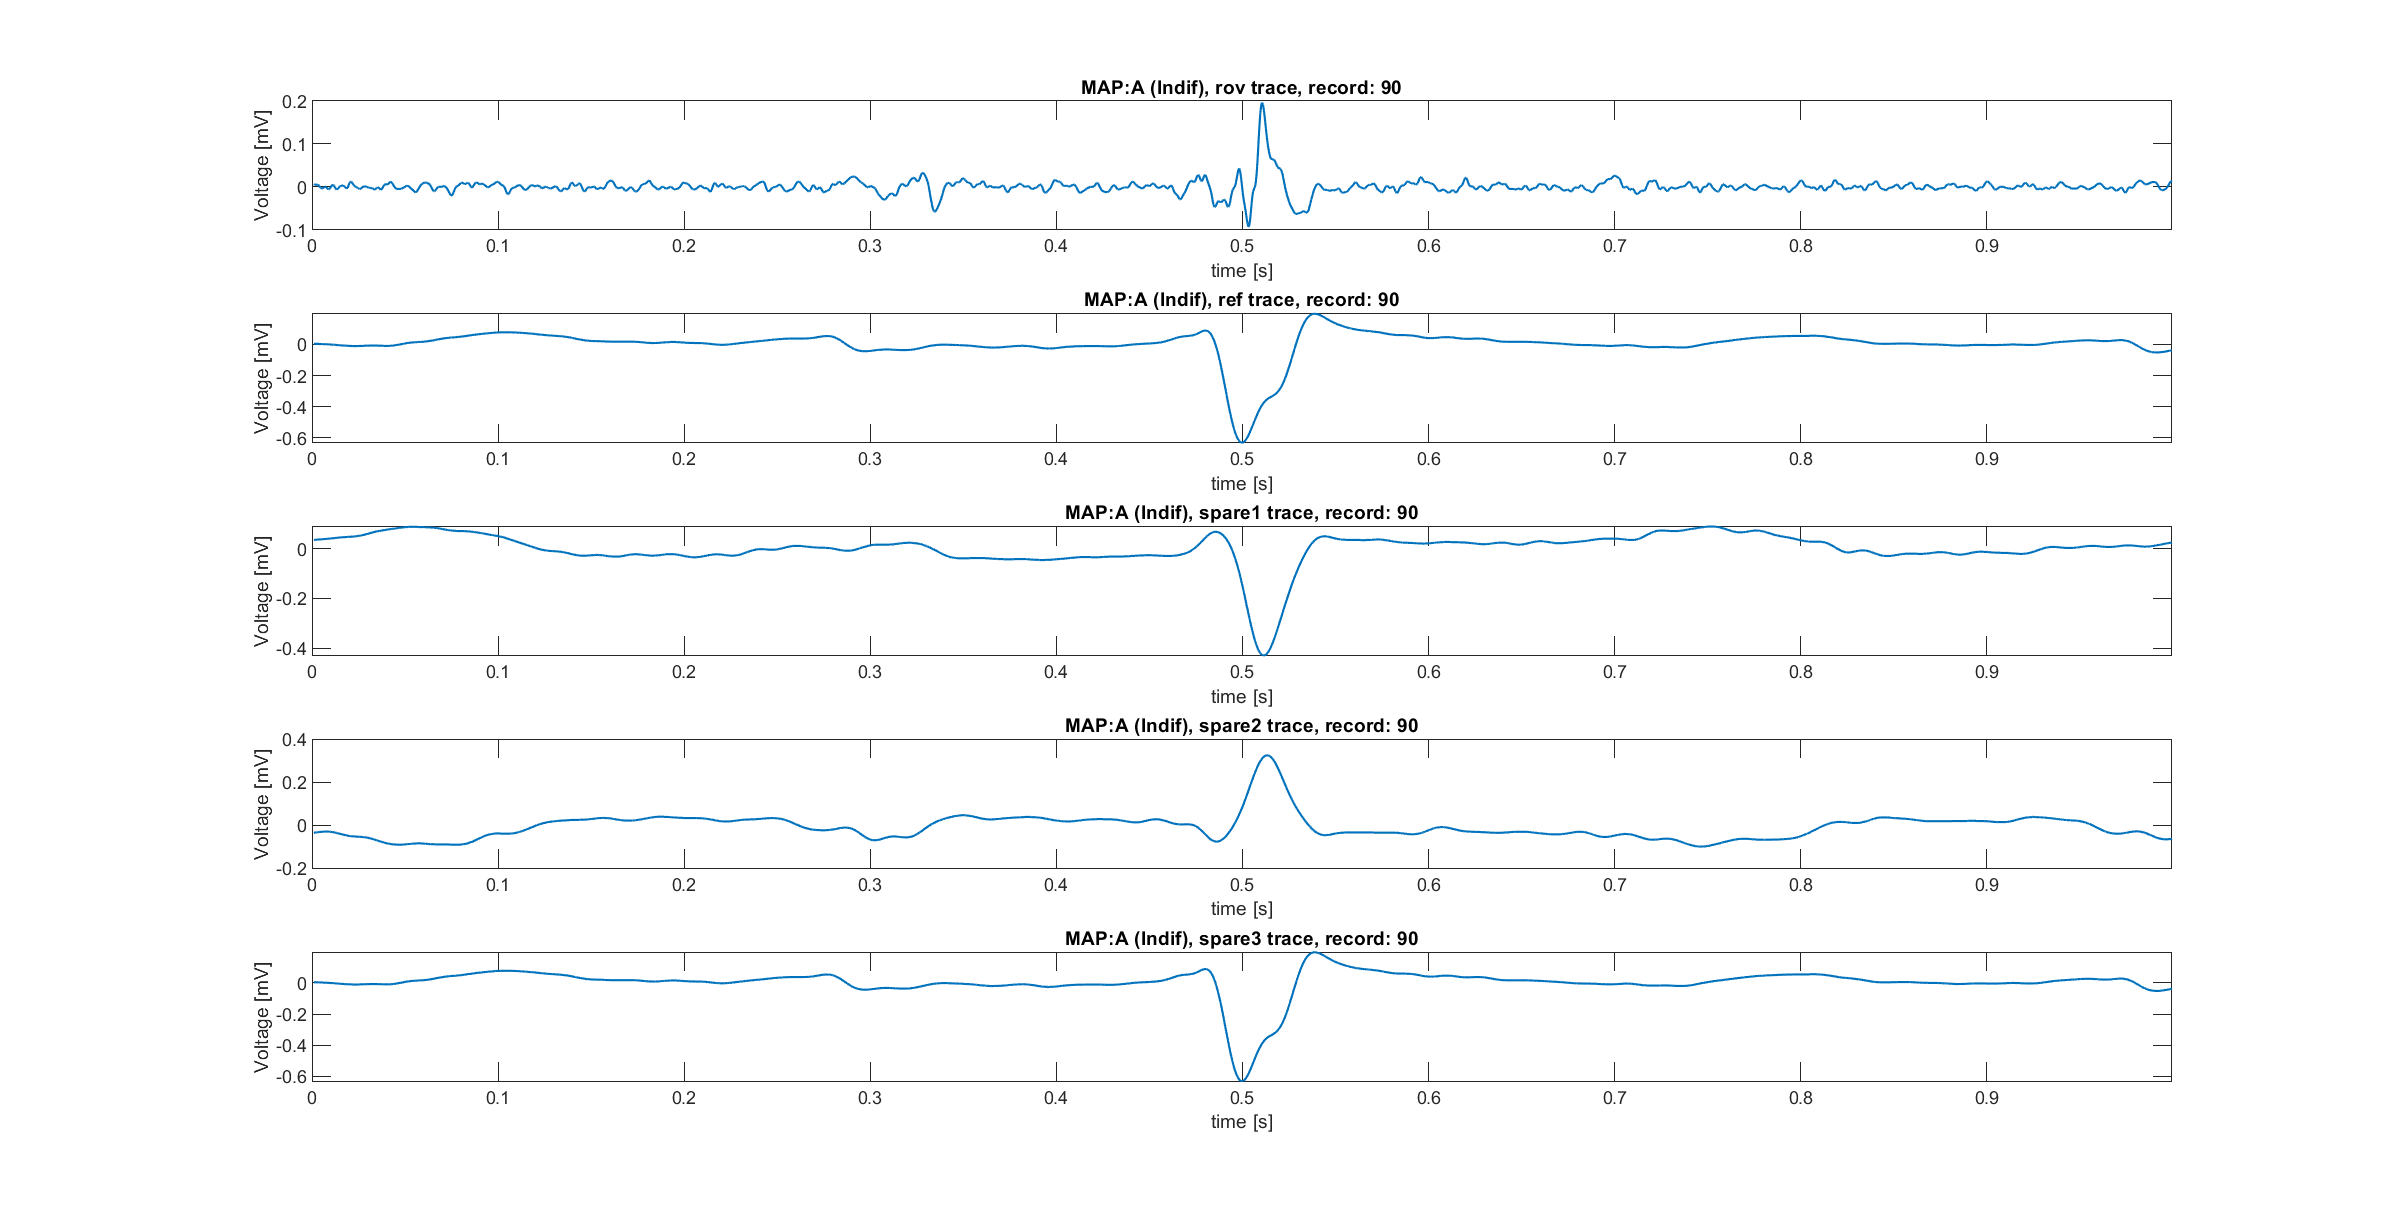 MAP:A (Indif), rov trace, record: 90
Voltage [mV]
0.2
0.1
0
-0.1
0 0.1 0.2 0.3 0.4 0.5 0.6 0.7 0.8 0.9
time [s]
MAP:A (Indif), ref trace, record: 90
Voltage [mV]
0
-0.2
-0.4
-0.6
0 0.1 0.2 0.3 0.4 0.5 0.6 0.7 0.8 0.9
time [s]
MAP:A (Indif), spare1 trace, record: 90
Voltage [mV]
0
-0.2
-0.4
0 0.1 0.2 0.3 0.4 0.5 0.6 0.7 0.8 0.9
time [s]
MAP:A (Indif), spare2 trace, record: 90
Voltage [mV]
0.4
0.2
0
-0.2
0 0.1 0.2 0.3 0.4 0.5 0.6 0.7 0.8 0.9
time [s]
MAP:A (Indif), spare3 trace, record: 90
Voltage [mV]
0
-0.2
-0.4
-0.6
0 0.1 0.2 0.3 0.4 0.5 0.6 0.7 0.8 0.9
time [s]